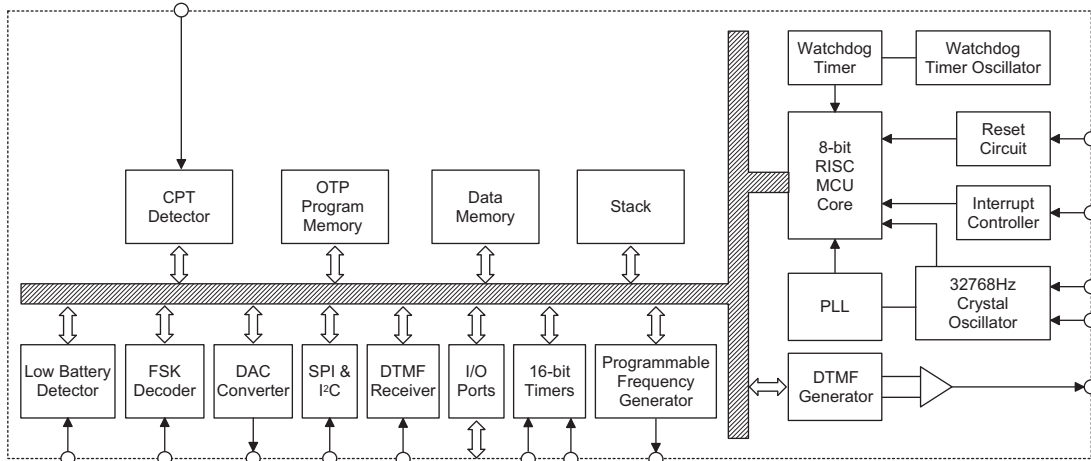 Watchdog
Timer
Watchdog
Timer Oscillator
8-bit
RISC
MCU
Core
Reset
Circuit
Interrupt
Controller
CPT
Detector
OTP
Program
Memory
Data
Memory
Stack
PLL
32768Hz
Crystal
Oscillator
Low Battery
Detector
FSK
Decoder
DAC
Converter
SPI &
I²C
DTMF
Receiver
I/O
Ports
16-bit
Timers
Programmable
Frequency
Generator
DTMF
Generator